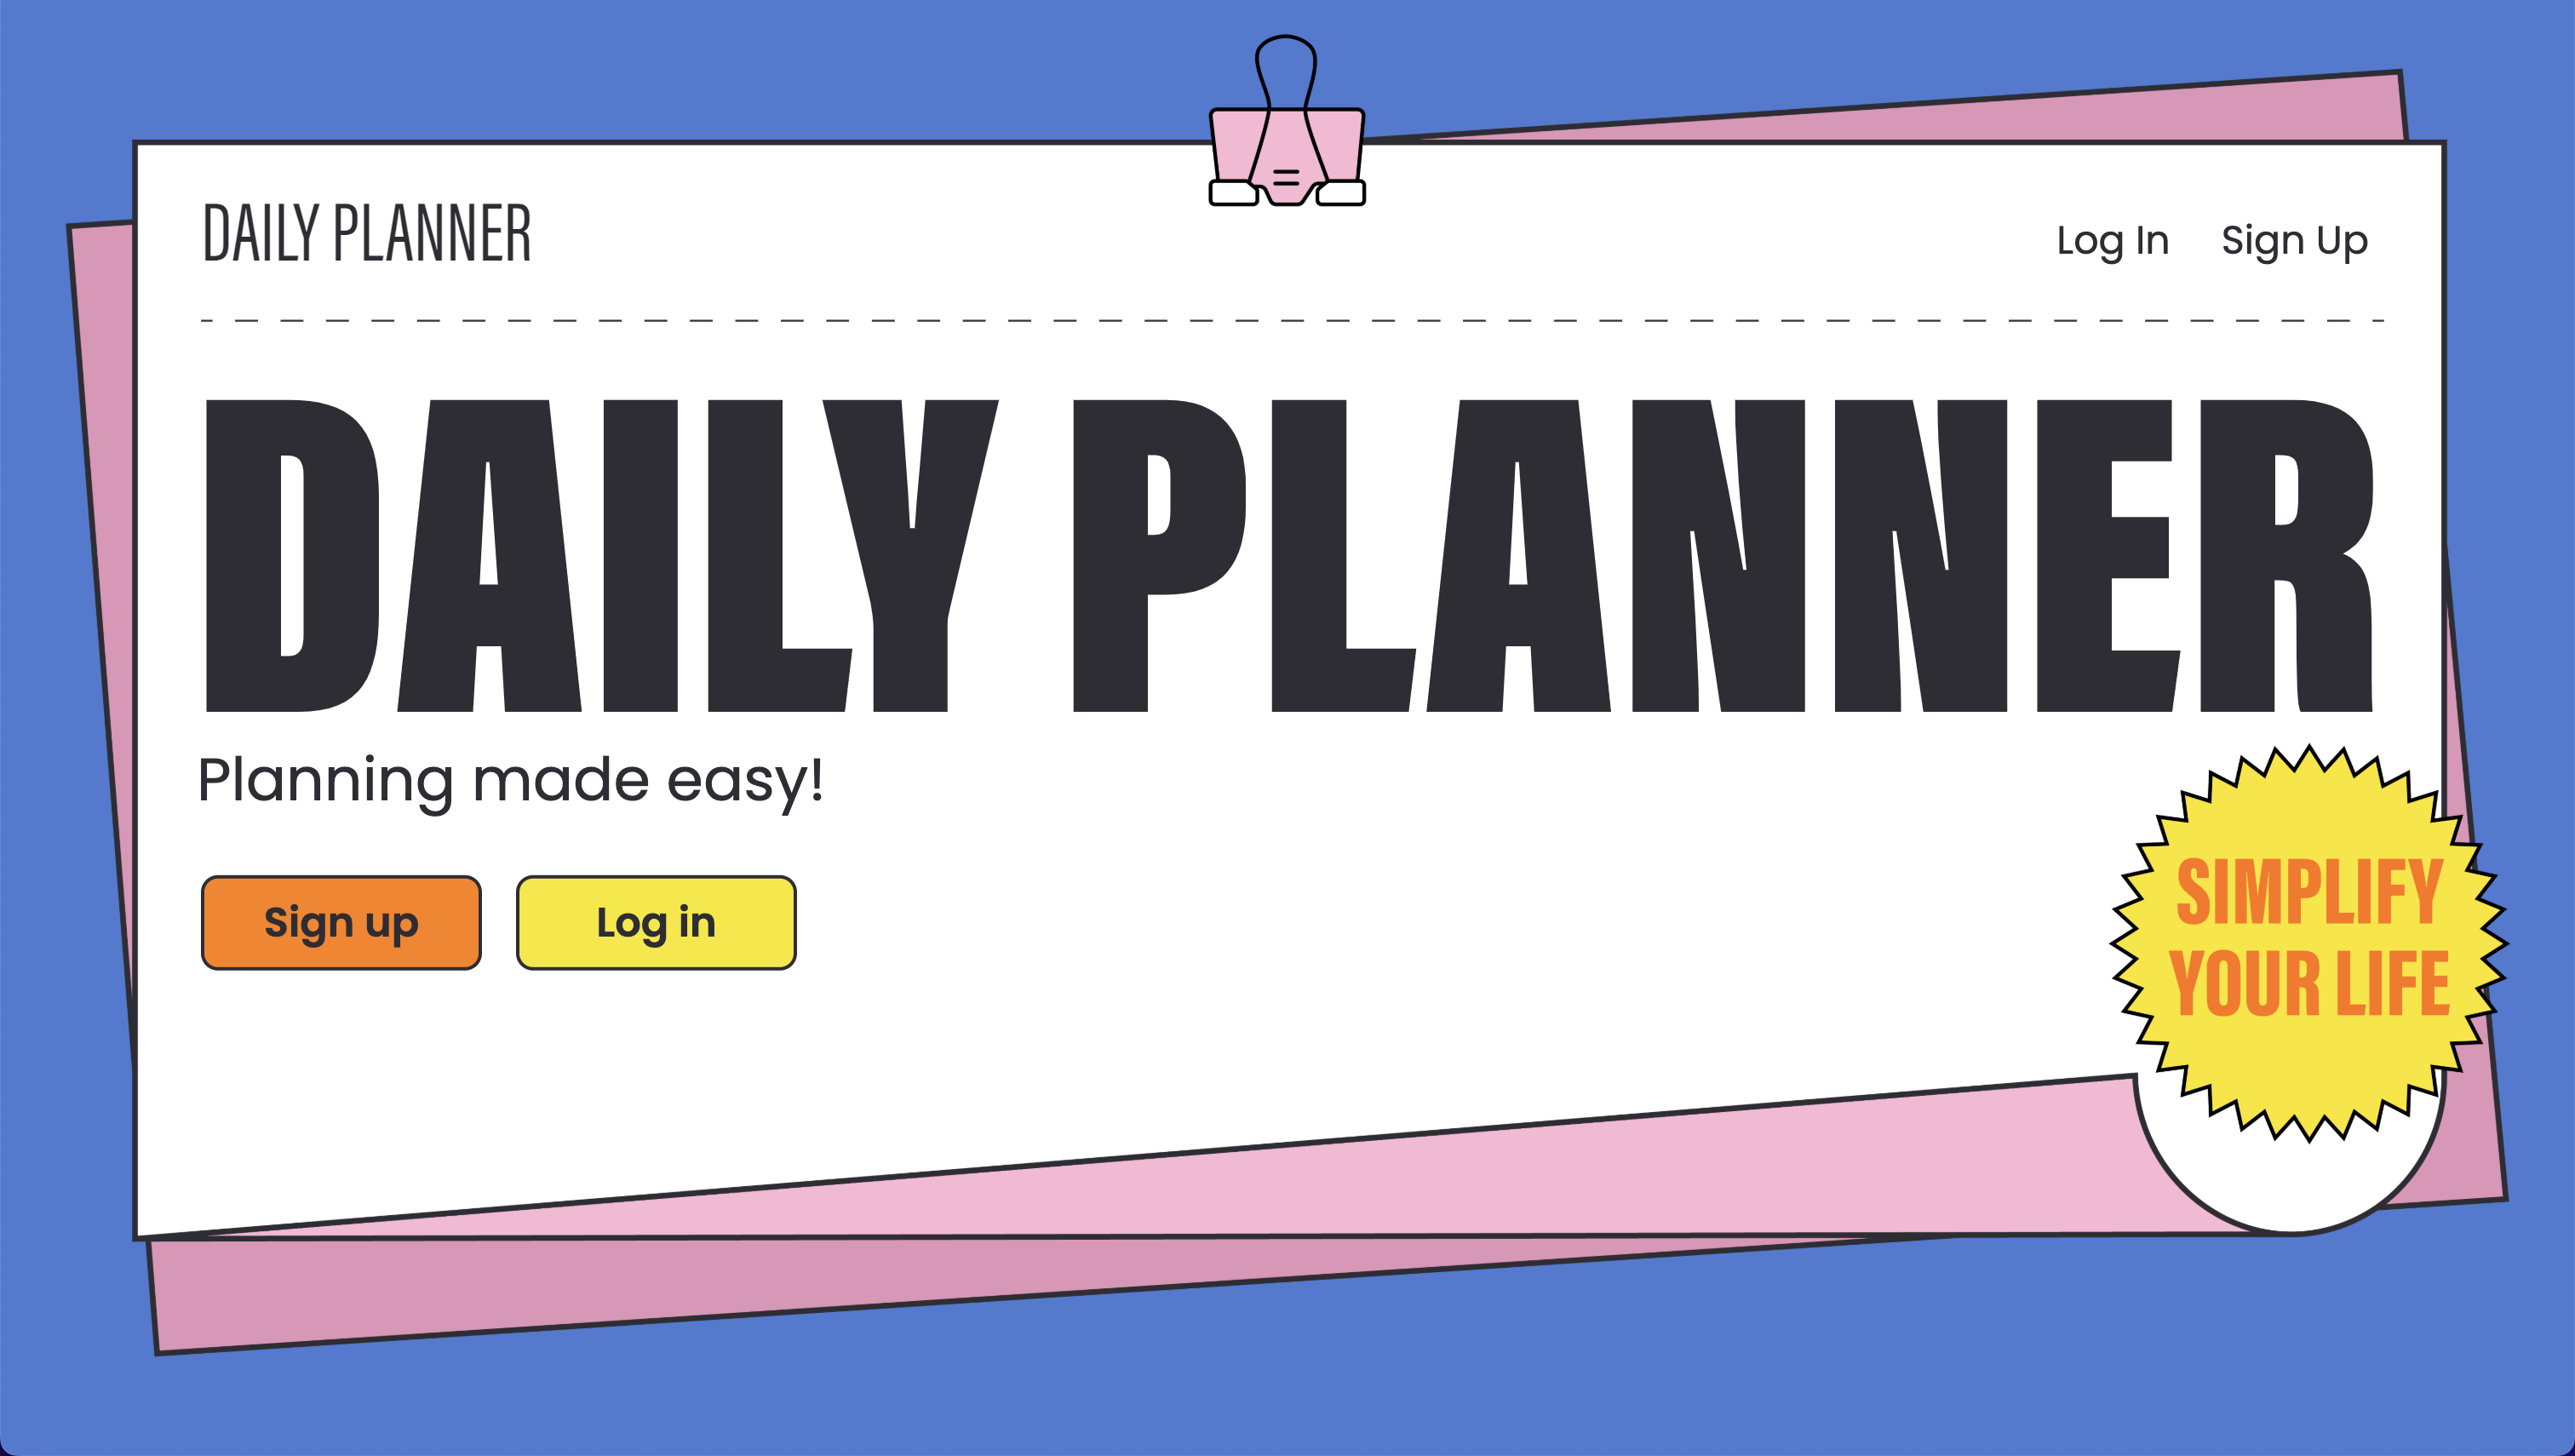 DAILY PLANNER
Log In Sign Up
DAILY PLANNER
Planning made easy!
Sign up Log in
SIMPLIFY
YOUR LIFE